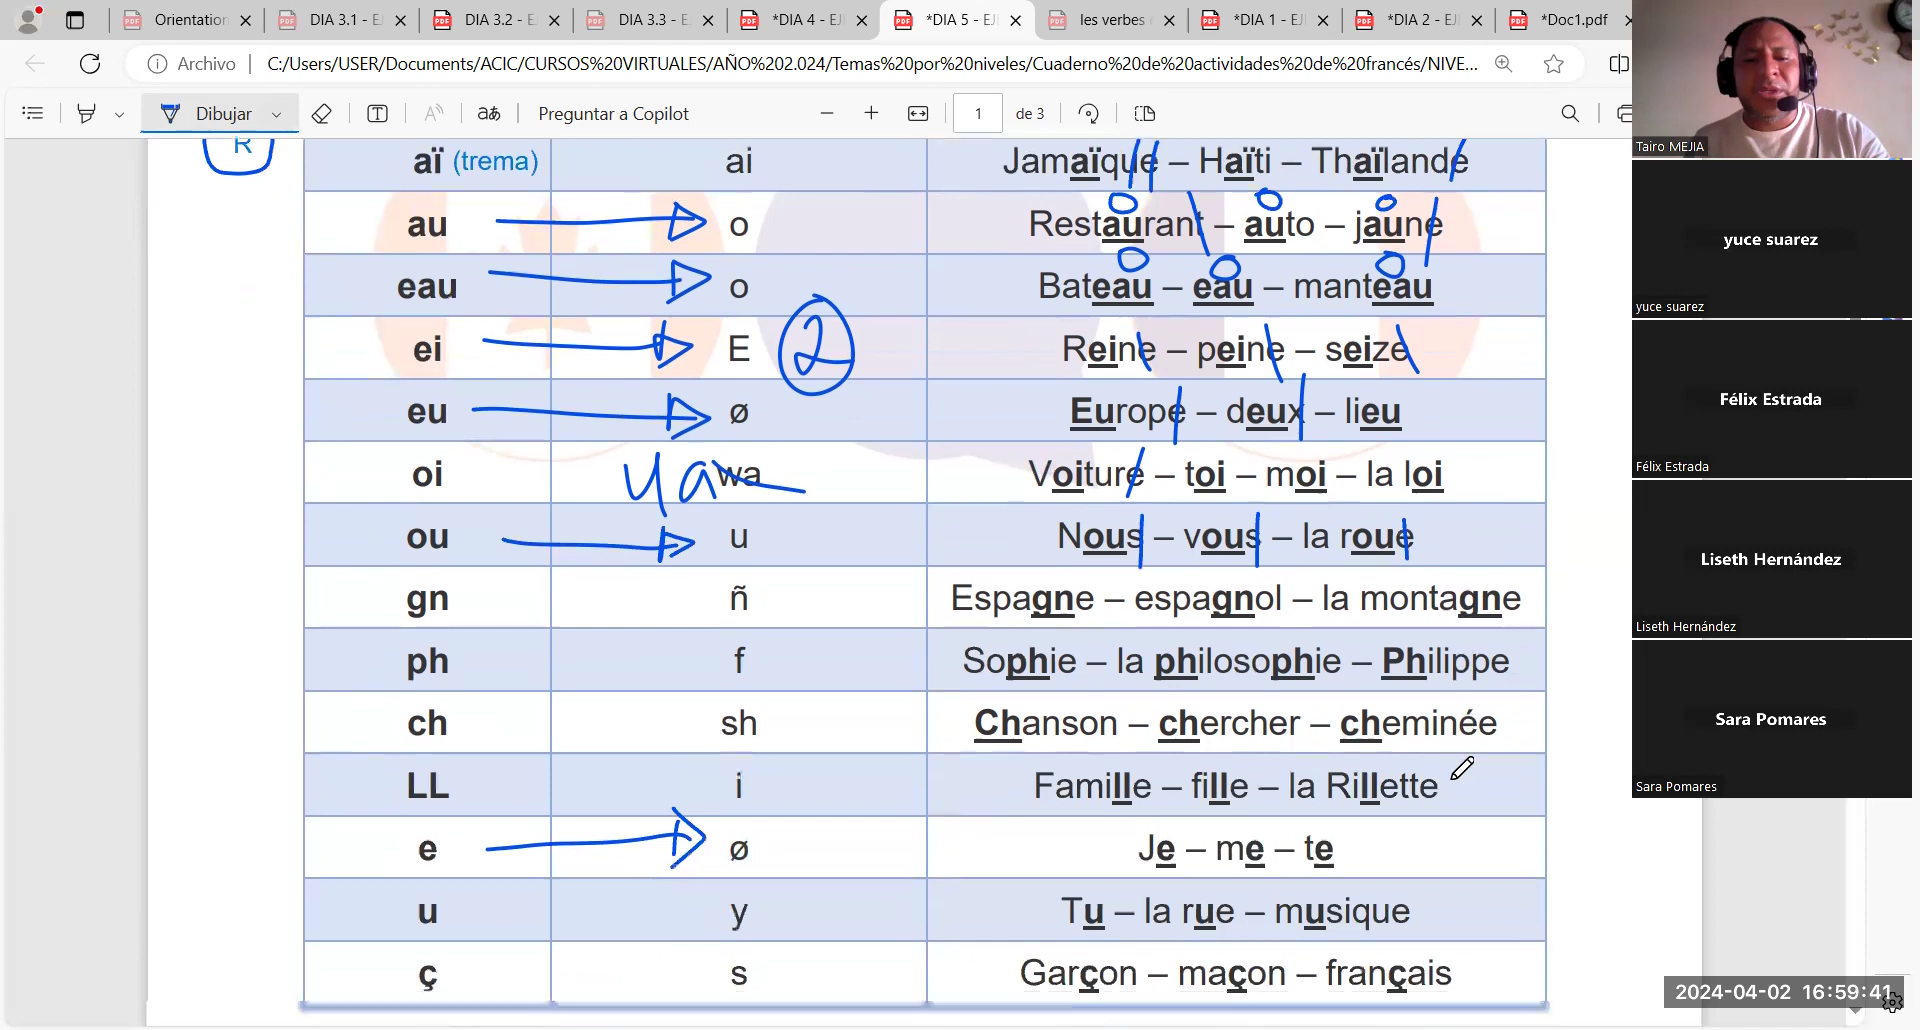 Orientation DIA 3.1 - EJ DIA 3.2 - EJ DIA 3.3 - EJ *DIA 4 - EJI *DIA 5 - EJI les verbes *DIA 1 - EJI *DIA 2 - EJI *Doc1.pdf
Archivo C:/Users/USER/Documents/ACIC/CURSOS%20VIRTUALES/AÑO%202.024/Temas%20por%20niveles/Cuaderno%20de%20actividades%20de%20francés/NIVE...
Dibujar Preguntar a Copilot 1 de 3
R
aï (trema) ai Jamaïque – Haïti – Thaïlande
au o Restaurant – auto – jaune
eau o Bateau – eau – manteau
ei E 2 Reine – peine – seize
eu ø Europe – deux – lieu
oi ya wa Voiture – toi – moi – la loi
ou u Nous – vous – la roue
gn ñ Espagne – espagnol – la montagne
ph f Sophie – la philosophie – Philippe
ch sh Chanson – chercher – cheminée
LL i Famille – fille – la Rillette
e ø Je – me – te
u y Tu – la rue – musique
ç s Garçon – maçon – français
Tairo MEJIA
yuce suarez
yuce suarez
Félix Estrada
Félix Estrada
Liseth Hernández
Liseth Hernández
Sara Pomares
Sara Pomares
2024-04-02 16:59:41